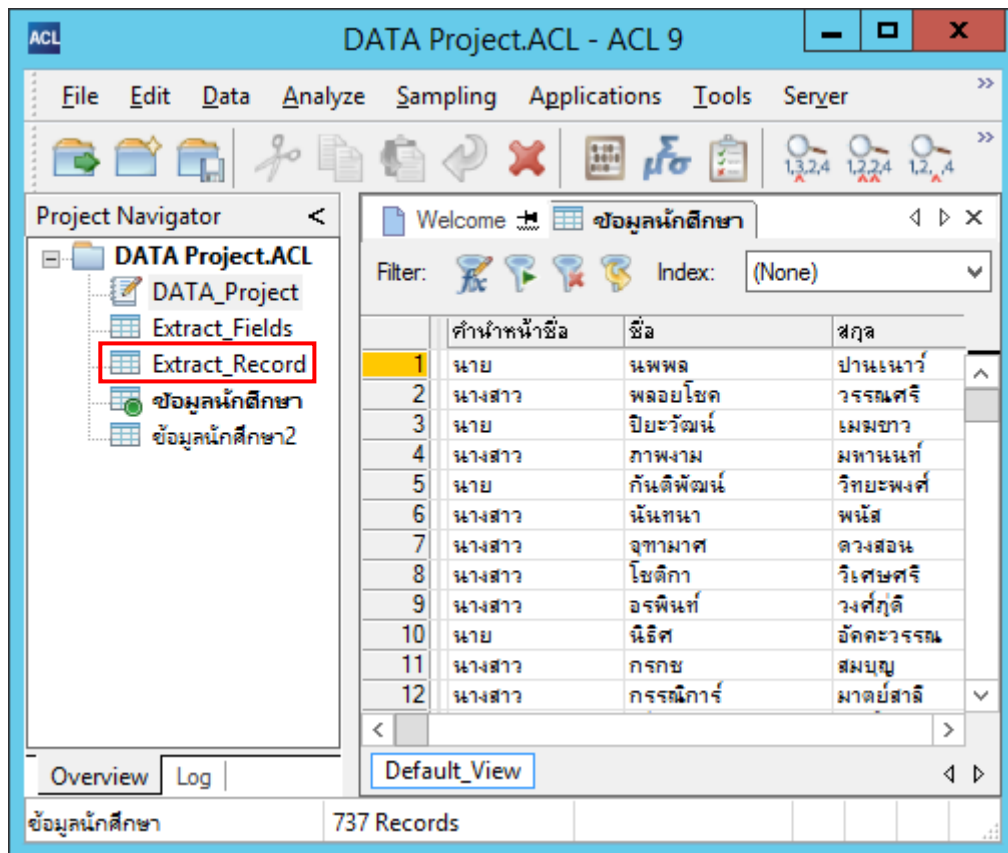 ACL DATA Project.ACL - ACL 9
File Edit Data Analyze Sampling Applications Tools Server
μΣσ 1,3,2,4 1,2,2,4 1,2,,4
Project Navigator
DATA Project.ACL
DATA_Project
Extract_Fields
Extract_Record
ข้อมูลนักศึกษา
ข้อมูลนักศึกษา2
Overview Log
Welcome ข้อมูลนักศึกษา
Filter: fx Index: (None)
คำนำหน้าชื่อ ชื่อ สกุล
1 นาย นพพล ปานเนาว์
2 นางสาว พลอยโชค วรรณศรี
3 นาย ปิยะวัฒน์ เมฆขาว
4 นางสาว ภาพงาม มหานนท์
5 นาย กันติพัฒน์ วิทยะพงศ์
6 นางสาว นันทนา พนัส
7 นางสาว จุฑามาศ ดวงสอน
8 นางสาว โชติกา วิเศษศรี
9 นางสาว อรพินท์ วงศ์ภู่ดี
10 นาย นิธิศ อัคคะวรรณ
11 นางสาว กรกช สมบุญ
12 นางสาว กรรณิการ์ มาตย์สาลี
Default_View
ข้อมูลนักศึกษา 737 Records